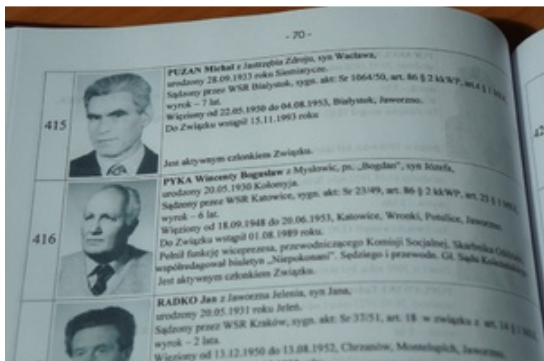 - 70 -
415
PUZAN Michał z Jastrzębia Zdroju, syn Wacława,
urodzony 28.09.1933 roku Siemiatycze.
Sądzony przez WSR Białystok, sygn. akt: Sr 1064/50, art. 86 § 2 kkWP,
wyrok – 7 lat.
Więziony od 22.05.1950 do 04.08.1953, Białystok, Jaworzno.
Do Związku wstąpił 15.11.1993 roku
Jest aktywnym członkiem Związku.
416
PYKA Wincenty Bogusław z Mysłowic, ps. „Bogdan", syn Józefa,
urodzony 20.05.1930 Kołomyja.
Sądzony przez WSR Katowice, sygn. akt: Sr 23/49, art. 86 § 2 kkWP, art.
wyrok – 6 lat.
Więziony od 18.09.1948 do 20.06.1953, Katowice, Wronki, Potulice, Jaworzno.
Do Związku wstąpił 01.08.1989 roku.
Pełnił funkcję wiceprezesa, przewodniczącego Komisji Socjalnej, Skarbnika
współredagował biuletyn „Niepokonani". Sędziego i przewodn. Gł. Sądu
Jest aktywnym członkiem Związku.
RADKO Jan z Jaworzna Jelenia, syn Jana,
urodzony 20.05.1931 roku Jeleń.
Sądzony przez WSR Kraków, sygn. akt: Sr 37/51, art. 18 w związku z art.
wyrok – 2 lata.
Więziony od 13.12.1950 do 13.08.1952, Chrzanów, Montelupich, Jaworzno.